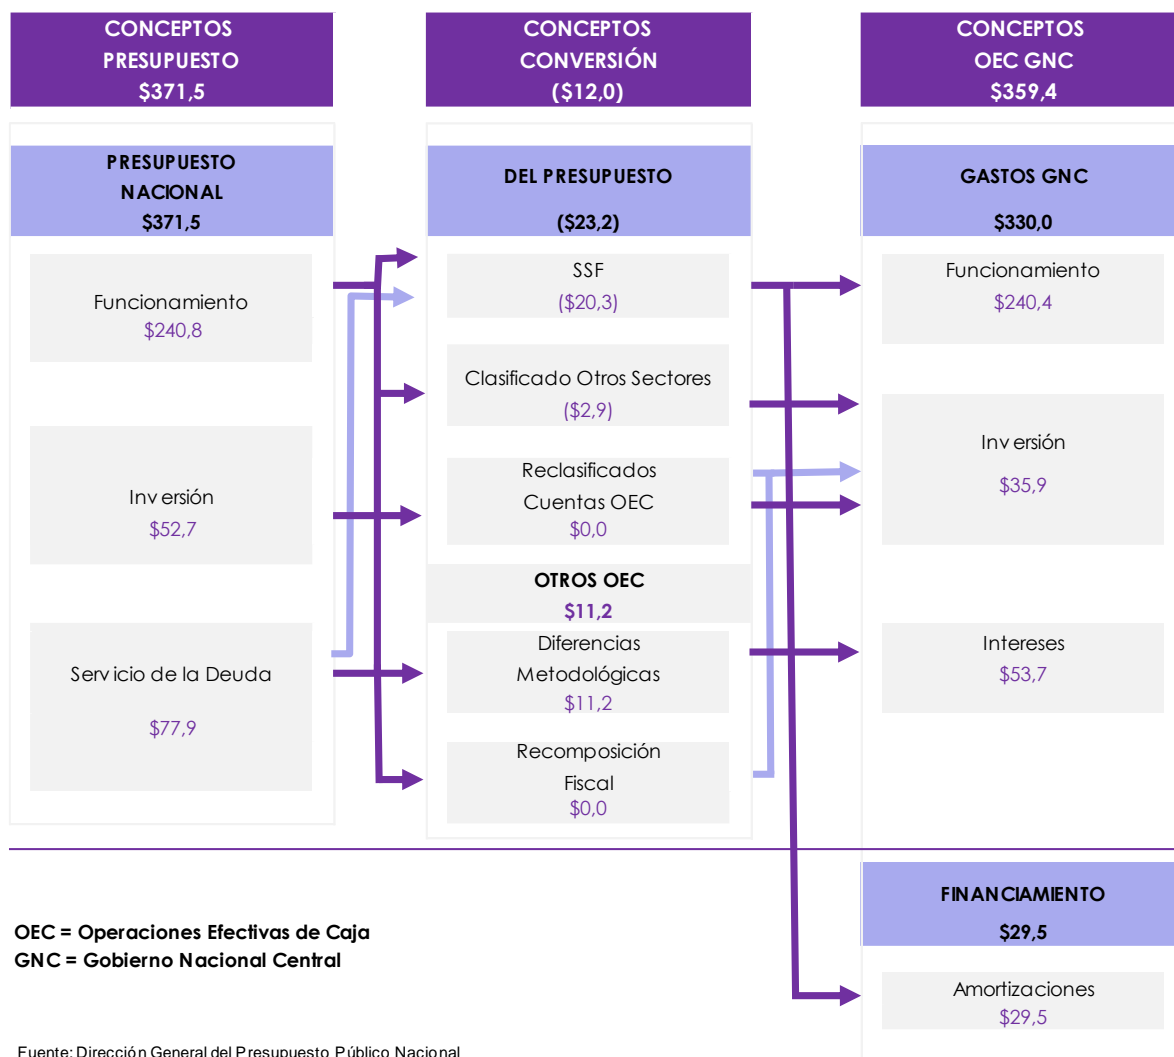 CONCEPTOS
PRESUPUESTO
$371,5
CONCEPTOS
CONVERSIÓN
($12,0)
CONCEPTOS
OEC GNC
$359,4
PRESUPUESTO
NACIONAL
$371,5
Funcionamiento
$240,8
Inversión
$52,7
Servicio de la Deuda
$77,9
DEL PRESUPUESTO
($23,2)
SSF
($20,3)
Clasificado Otros Sectores
($2,9)
Reclasificados
Cuentas OEC
$0,0
OTROS OEC
$11,2
Diferencias
Metodológicas
$11,2
Recomposición
Fiscal
$0,0
GASTOS GNC
$330,0
Funcionamiento
$240,4
Inversión
$35,9
Intereses
$53,7
FINANCIAMIENTO
$29,5
Amortizaciones
$29,5
OEC = Operaciones Efectivas de Caja
GNC = Gobierno Nacional Central
Fuente: Dirección General del Presupuesto Público Nacional